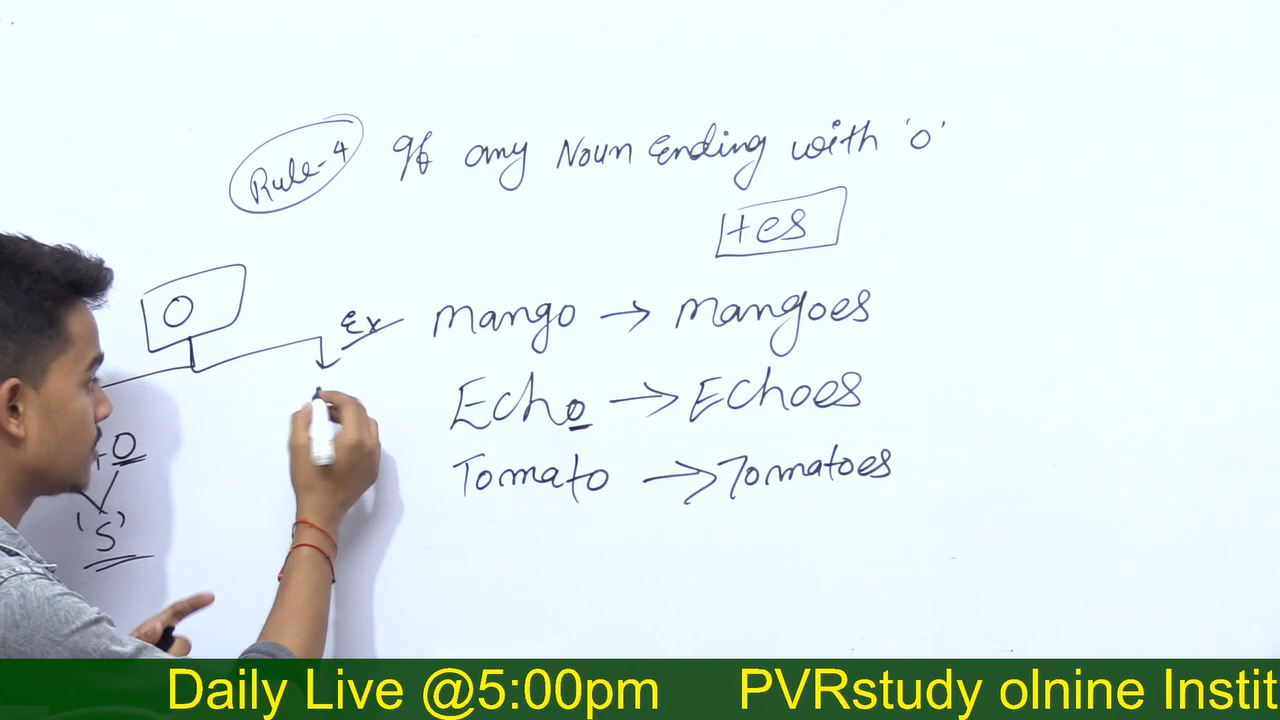 Rule-4 If any Noun Ending with 'o'
+es
O
Ex mango → mangoes
Echo → Echoes
Tomato → Tomatoes
+O
'S'
Daily Live @5:00pm PVRstudy olnine Instit